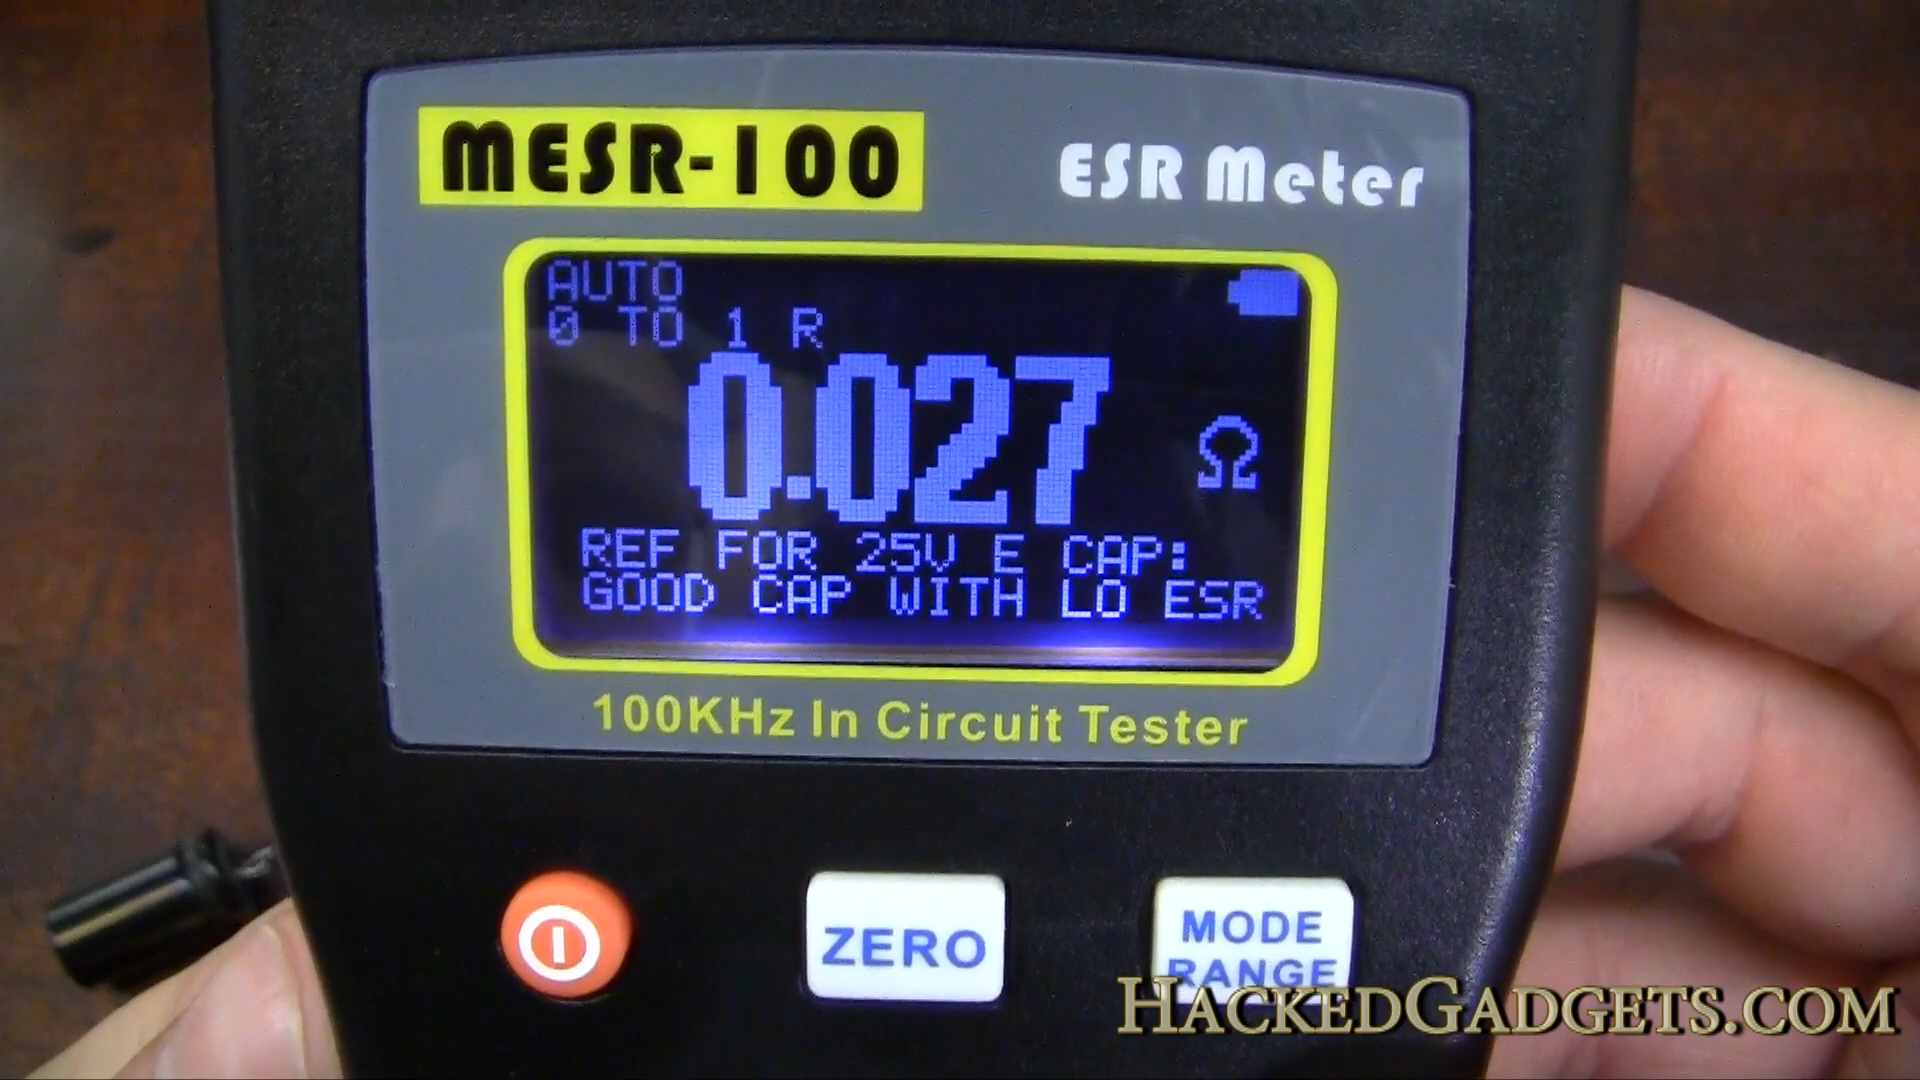 MESR-100
ESR Meter
AUTO
0 TO 1 R
0.027 Ω
REF FOR 25V E CAP:
GOOD CAP WITH LO ESR
100KHz In Circuit Tester
ZERO
MODE
RANGE
HACKEDGADGETS.COM